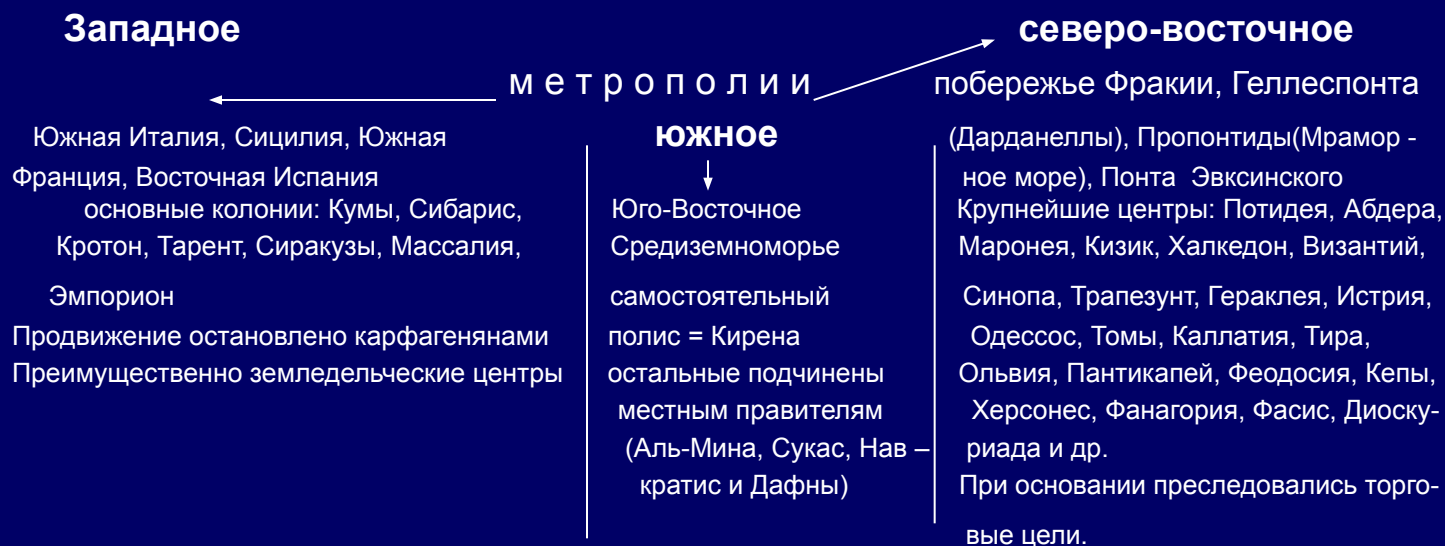 Западное
северо-восточное
м е т р о п о л и и
Южная Италия, Сицилия, Южная
Франция, Восточная Испания
основные колонии: Кумы, Сибарис,
Кротон, Тарент, Сиракузы, Массалия,
Эмпорион
Продвижение остановлено карфагенянами
Преимущественно земледельческие центры
южное
Юго-Восточное
Средиземноморье
самостоятельный
полис = Кирена
остальные подчинены
местным правителям
(Аль-Мина, Сукас, Нав –
кратис и Дафны)
побережье Фракии, Геллеспонта
(Дарданеллы), Пропонтиды(Мрамор -
ное море), Понта Эвксинского
Крупнейшие центры: Потидея, Абдера,
Маронея, Кизик, Халкедон, Византий,
Синопа, Трапезунт, Гераклея, Истрия,
Одессос, Томы, Каллатия, Тира,
Ольвия, Пантикапей, Феодосия, Кепы,
Херсонес, Фанагория, Фасис, Диоску-
риада и др.
При основании преследовались торго-
вые цели.